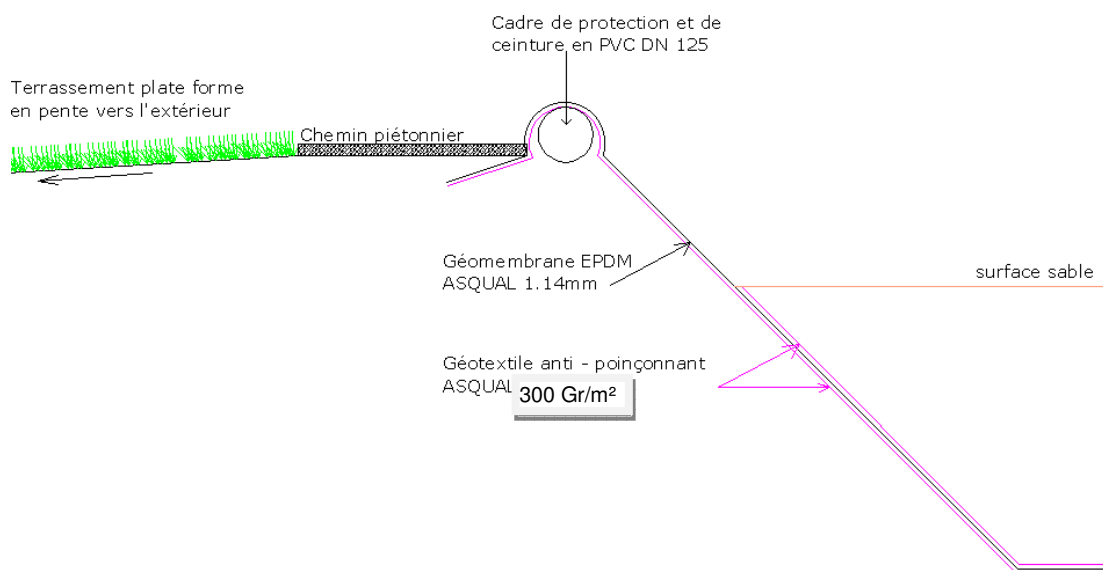 Cadre de protection et de
ceinture en PVC DN 125
Terrassement plate forme
en pente vers l'extérieur
Chemin piétonnier
Géomembrane EPDM
ASQUAL 1.14mm
surface sable
Géotextile anti - poinçonnant
ASQUAL 300 Gr/m²